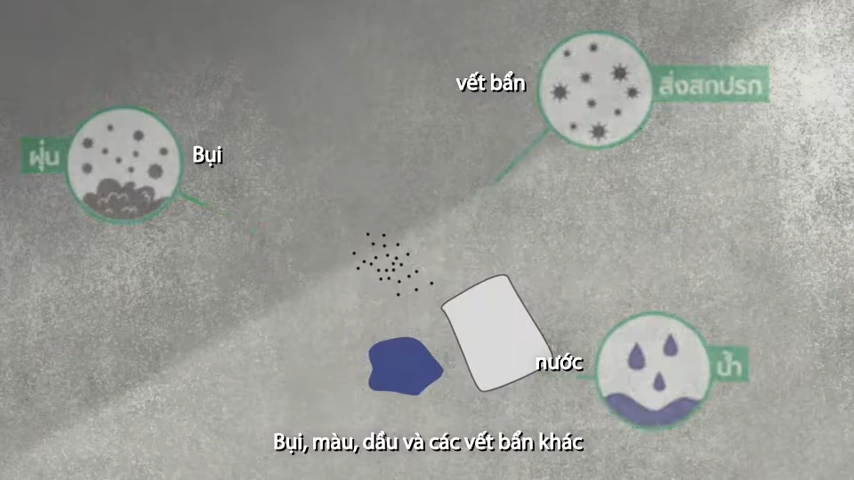 vết bẩn
สิ่งสกปรก
ฝุ่น
Bụi
nước
น้ำ
Bụi, màu, dầu và các vết bẩn khác